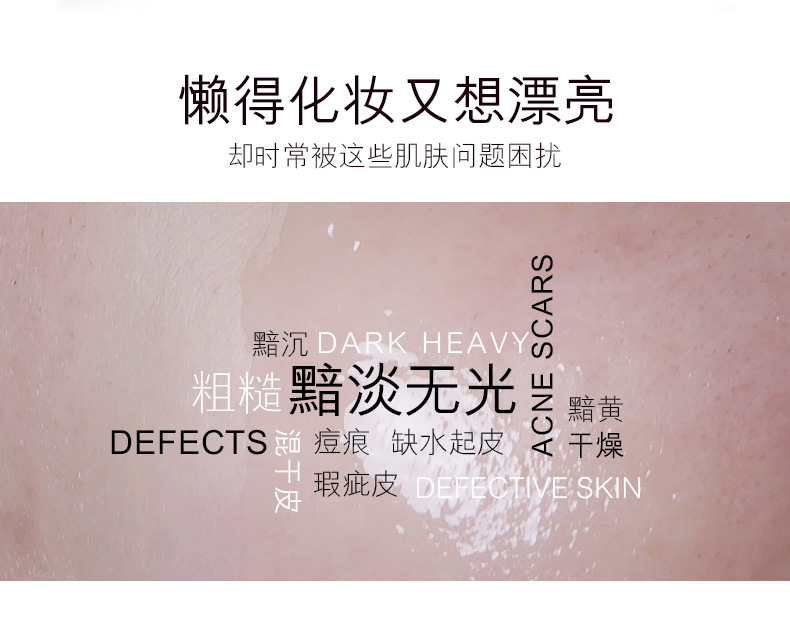 懒得化妆又想漂亮
却时常被这些肌肤问题困扰
ACNE SCARS
黯沉 DARK HEAVY
粗糙 黯淡无光
黯黄
DEFECTS
混干皮
痘痕 缺水起皮
干燥
瑕疵皮 DEFECTIVE SKIN